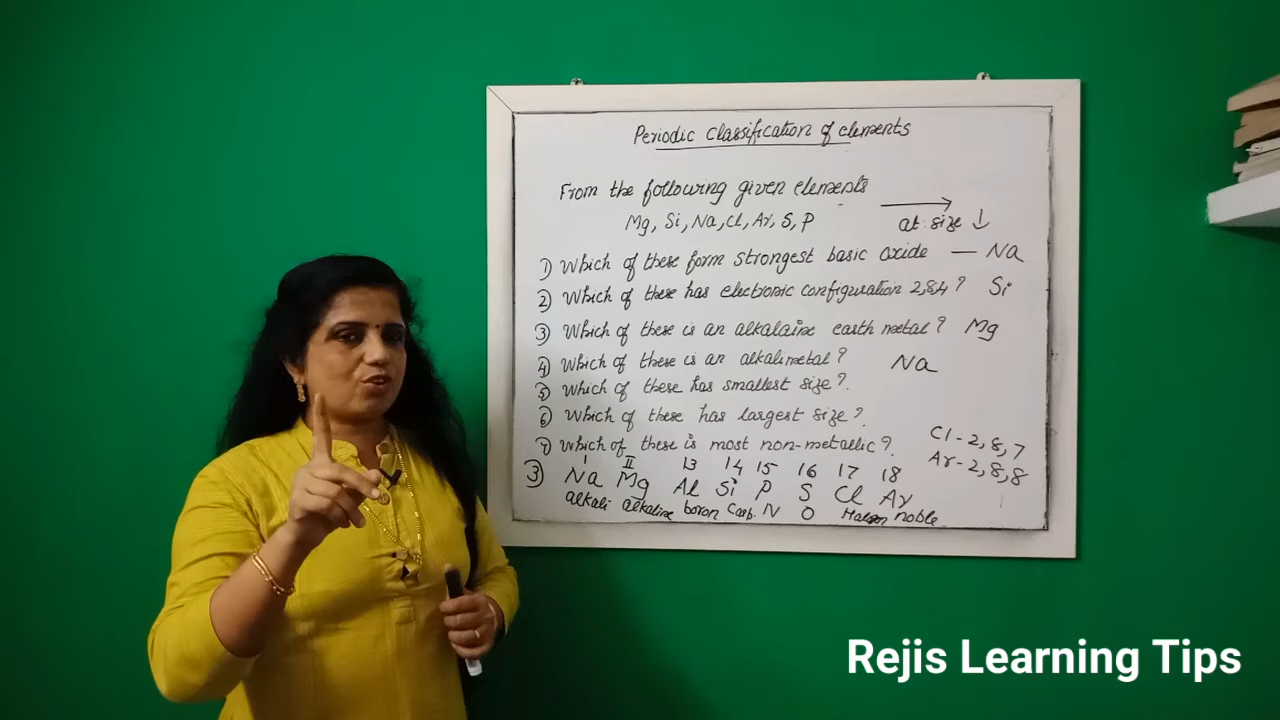 Periodic classification of elements
From the following given elements
Mg, Si, Na, Cl, Ar, S, P
at size ↓
1) Which of these form strongest basic oxide — Na
2) Which of these has electronic configuration 2,8,4? Si
3) Which of these is an alkalaine earth metal? Mg
4) Which of these is an alkalimetal? Na
5) Which of these has smallest size?
6) Which of these has largest size?
7) Which of these is most non-metallic?
Cl - 2, 8, 7
Ar - 2, 8, 8
I II 13 14 15 16 17 18
3) Na Mg Al Si P S Cl Ar
alkali alkaline boron Carb. N O noble
Rejis Learning Tips